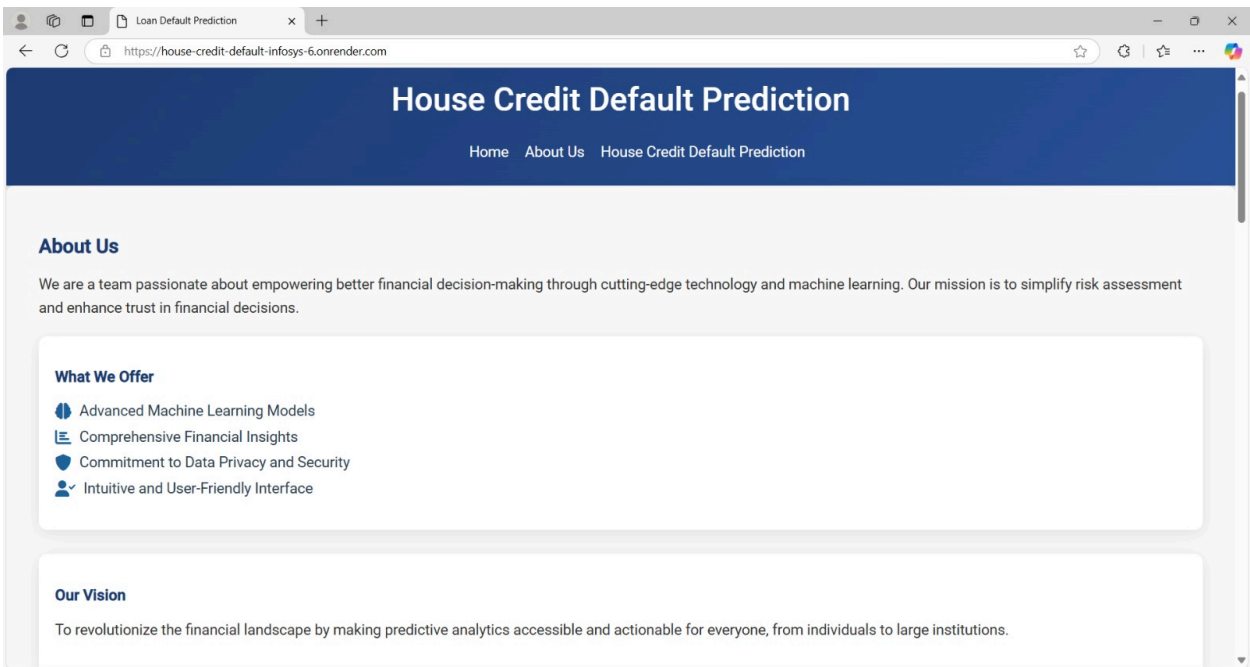 Loan Default Prediction
https://house-credit-default-infosys-6.onrender.com
House Credit Default Prediction
Home About Us House Credit Default Prediction
About Us
We are a team passionate about empowering better financial decision-making through cutting-edge technology and machine learning. Our mission is to simplify risk assessment
and enhance trust in financial decisions.
What We Offer
Advanced Machine Learning Models
Comprehensive Financial Insights
Commitment to Data Privacy and Security
Intuitive and User-Friendly Interface
Our Vision
To revolutionize the financial landscape by making predictive analytics accessible and actionable for everyone, from individuals to large institutions.